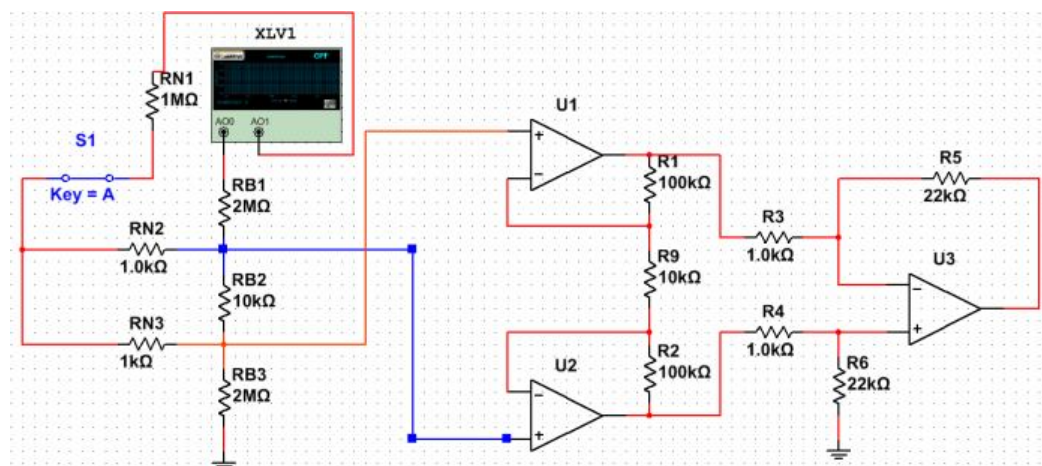 XLV1
OFF
RN1
1MΩ
AO0 AO1
S1
Key = A
RB1
2MΩ
RN2
1.0kΩ
RB2
10kΩ
RN3
1kΩ
RB3
2MΩ
U1
+
−
R1
100kΩ
R9
10kΩ
R2
100kΩ
U2
−
+
R3
1.0kΩ
R4
1.0kΩ
R5
22kΩ
U3
−
+
R6
22kΩ